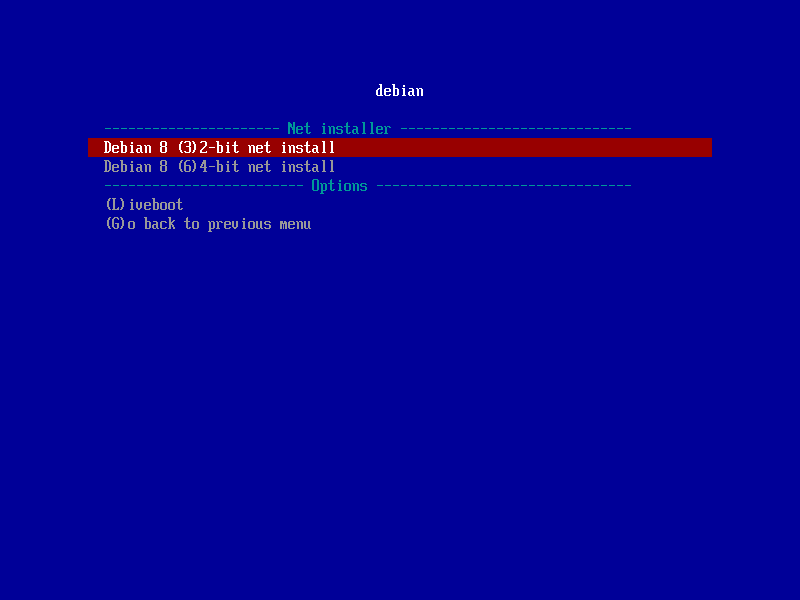 debian
---------------------- Net installer -----------------------------
Debian 8 (3)2-bit net install
Debian 8 (6)4-bit net install
------------------------- Options --------------------------------
(L)iveboot
(G)o back to previous menu